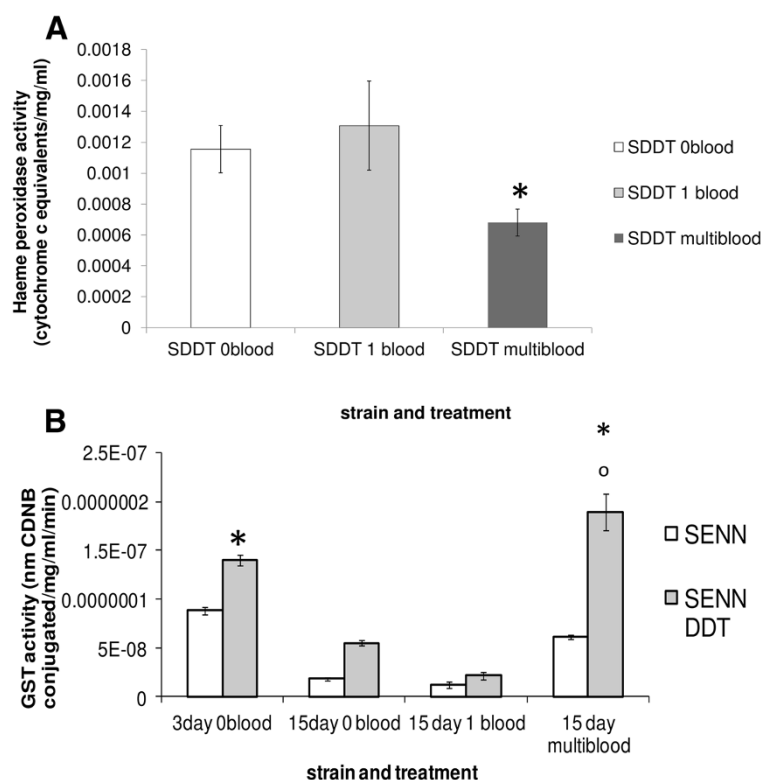 A
Haeme peroxidase activity
(cytochrome c equivalents/mg/ml)
0.0018
0.0016
0.0014
0.0012
0.001
0.0008
0.0006
0.0004
0.0002
0
*
SDDT 0blood
SDDT 1 blood
SDDT multiblood
strain and treatment
SDDT 0blood
SDDT 1 blood
SDDT multiblood
B
GST activity (nm CDNB
conjugated/mg/ml/min)
2.5E-07
0.0000002
1.5E-07
0.0000001
5E-08
0
*
*
o
3day 0blood
15day 0 blood
15 day 1 blood
15 day
multiblood
strain and treatment
SENN
SENN
DDT